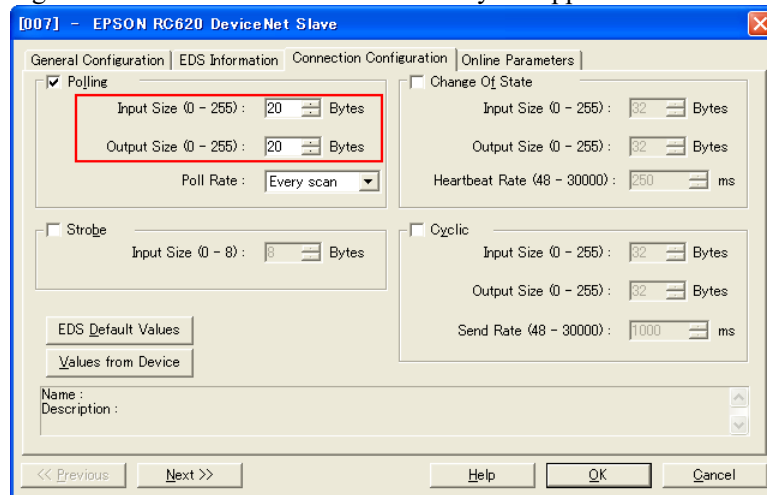 [007] - EPSON RC620 DeviceNet Slave
General Configuration EDS Information Connection Configuration Online Parameters
Polling
Input Size (0 - 255) : 20 Bytes
Output Size (0 - 255) : 20 Bytes
Poll Rate : Every scan
Change Of State
Input Size (0 - 255) : 32 Bytes
Output Size (0 - 255) : 32 Bytes
Heartbeat Rate (48 - 30000) : 250 ms
Strobe
Input Size (0 - 8) : 8 Bytes
Cyclic
Input Size (0 - 255) : 32 Bytes
Output Size (0 - 255) : 32 Bytes
Send Rate (48 - 30000) : 1000 ms
EDS Default Values
Values from Device
Name :
Description :
<< Previous Next >> Help OK Cancel